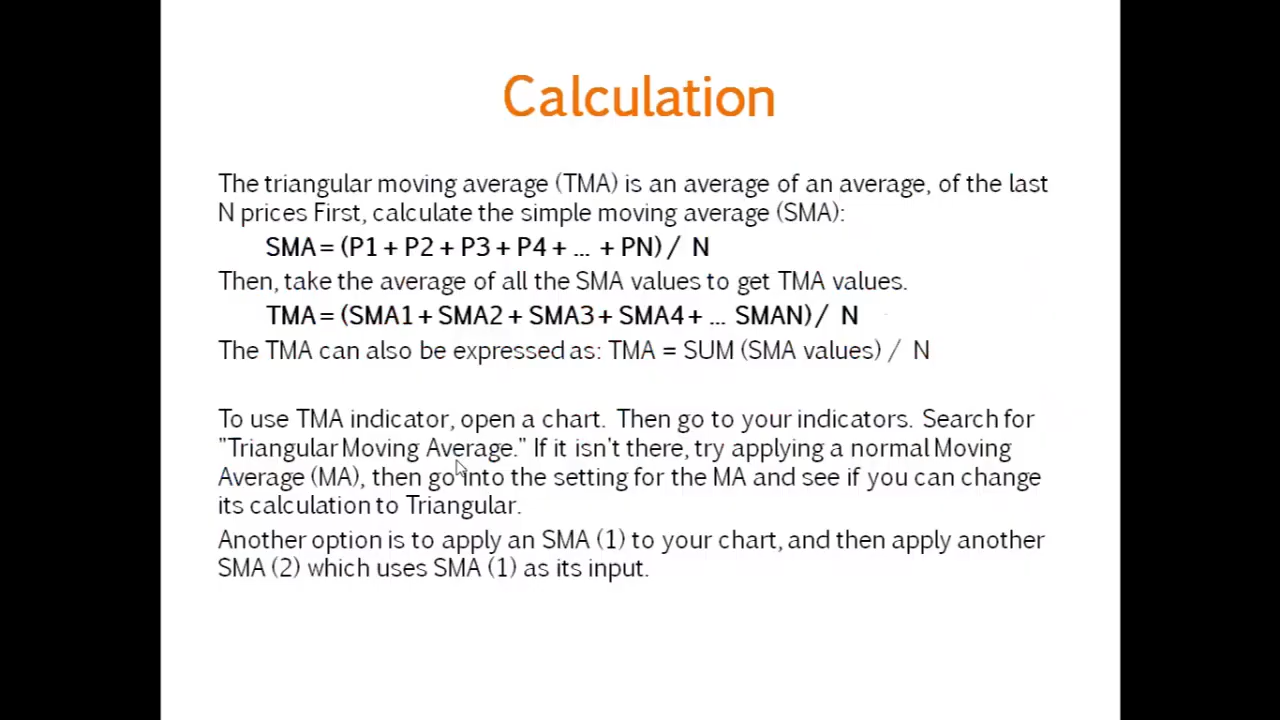 Calculation
The triangular moving average (TMA) is an average of an average, of the last
N prices First, calculate the simple moving average (SMA):
SMA = (P1 + P2 + P3 + P4 + ... + PN) / N
Then, take the average of all the SMA values to get TMA values.
TMA = (SMA1 + SMA2 + SMA3 + SMA4 + ... SMAN) / N
The TMA can also be expressed as: TMA = SUM (SMA values) / N
To use TMA indicator, open a chart. Then go to your indicators. Search for
"Triangular Moving Average." If it isn't there, try applying a normal Moving
Average (MA), then go into the setting for the MA and see if you can change
its calculation to Triangular.
Another option is to apply an SMA (1) to your chart, and then apply another
SMA (2) which uses SMA (1) as its input.